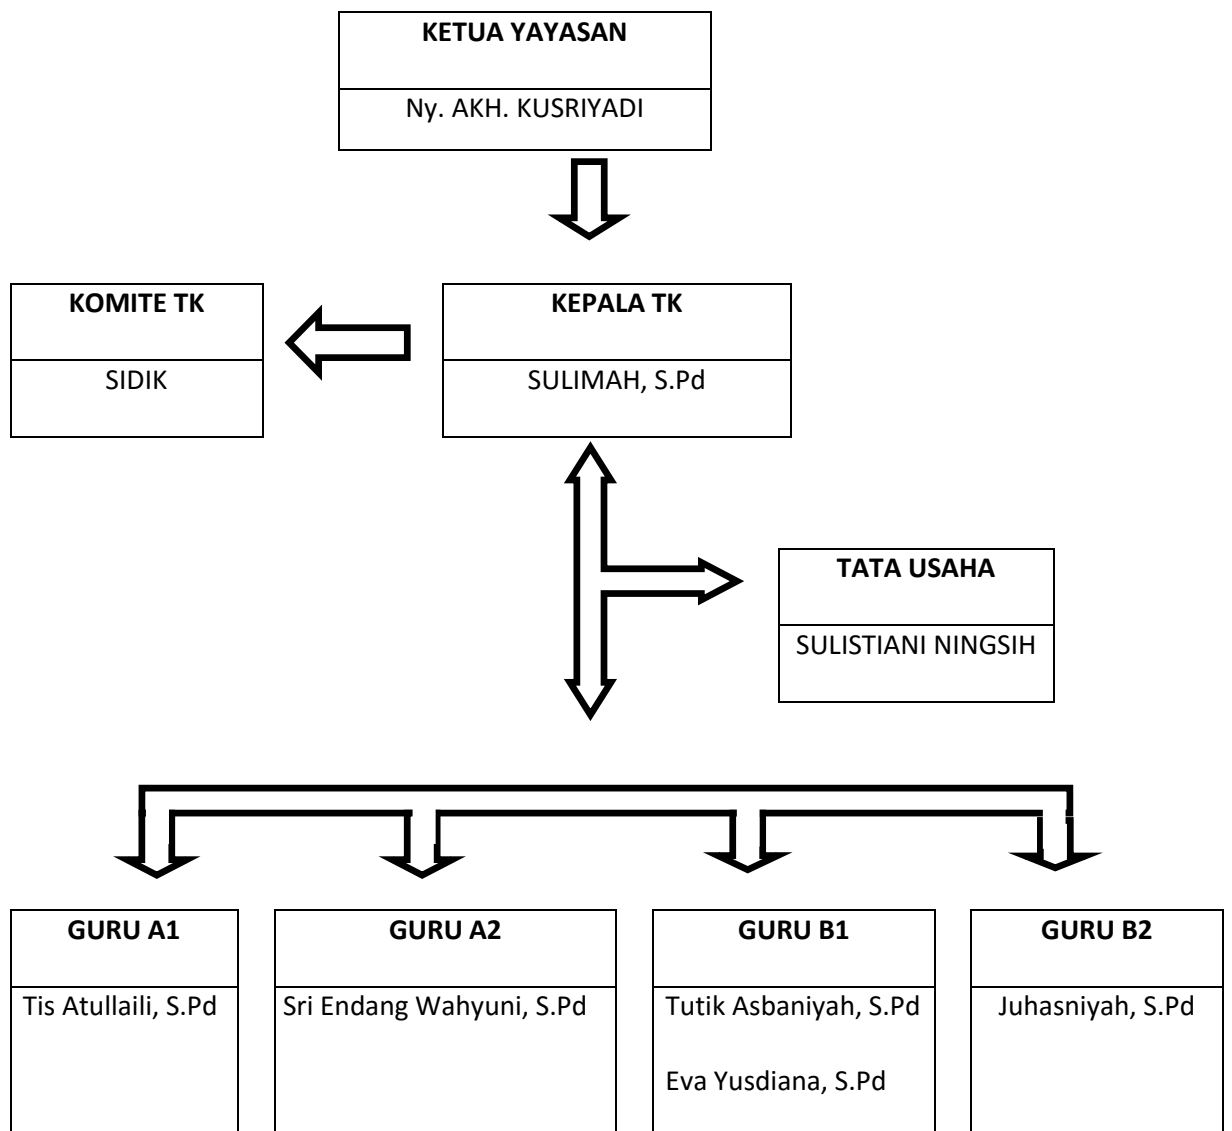 KETUA YAYASAN
Ny. AKH. KUSRIYADI
KOMITE TK
SIDIK
KEPALA TK
SULIMAH, S.Pd
TATA USAHA
SULISTIANI NINGSIH
GURU A1
Tis Atullaili, S.Pd
GURU A2
Sri Endang Wahyuni, S.Pd
GURU B1
Tutik Asbaniyah, S.Pd
Eva Yusdiana, S.Pd
GURU B2
Juhasniyah, S.Pd